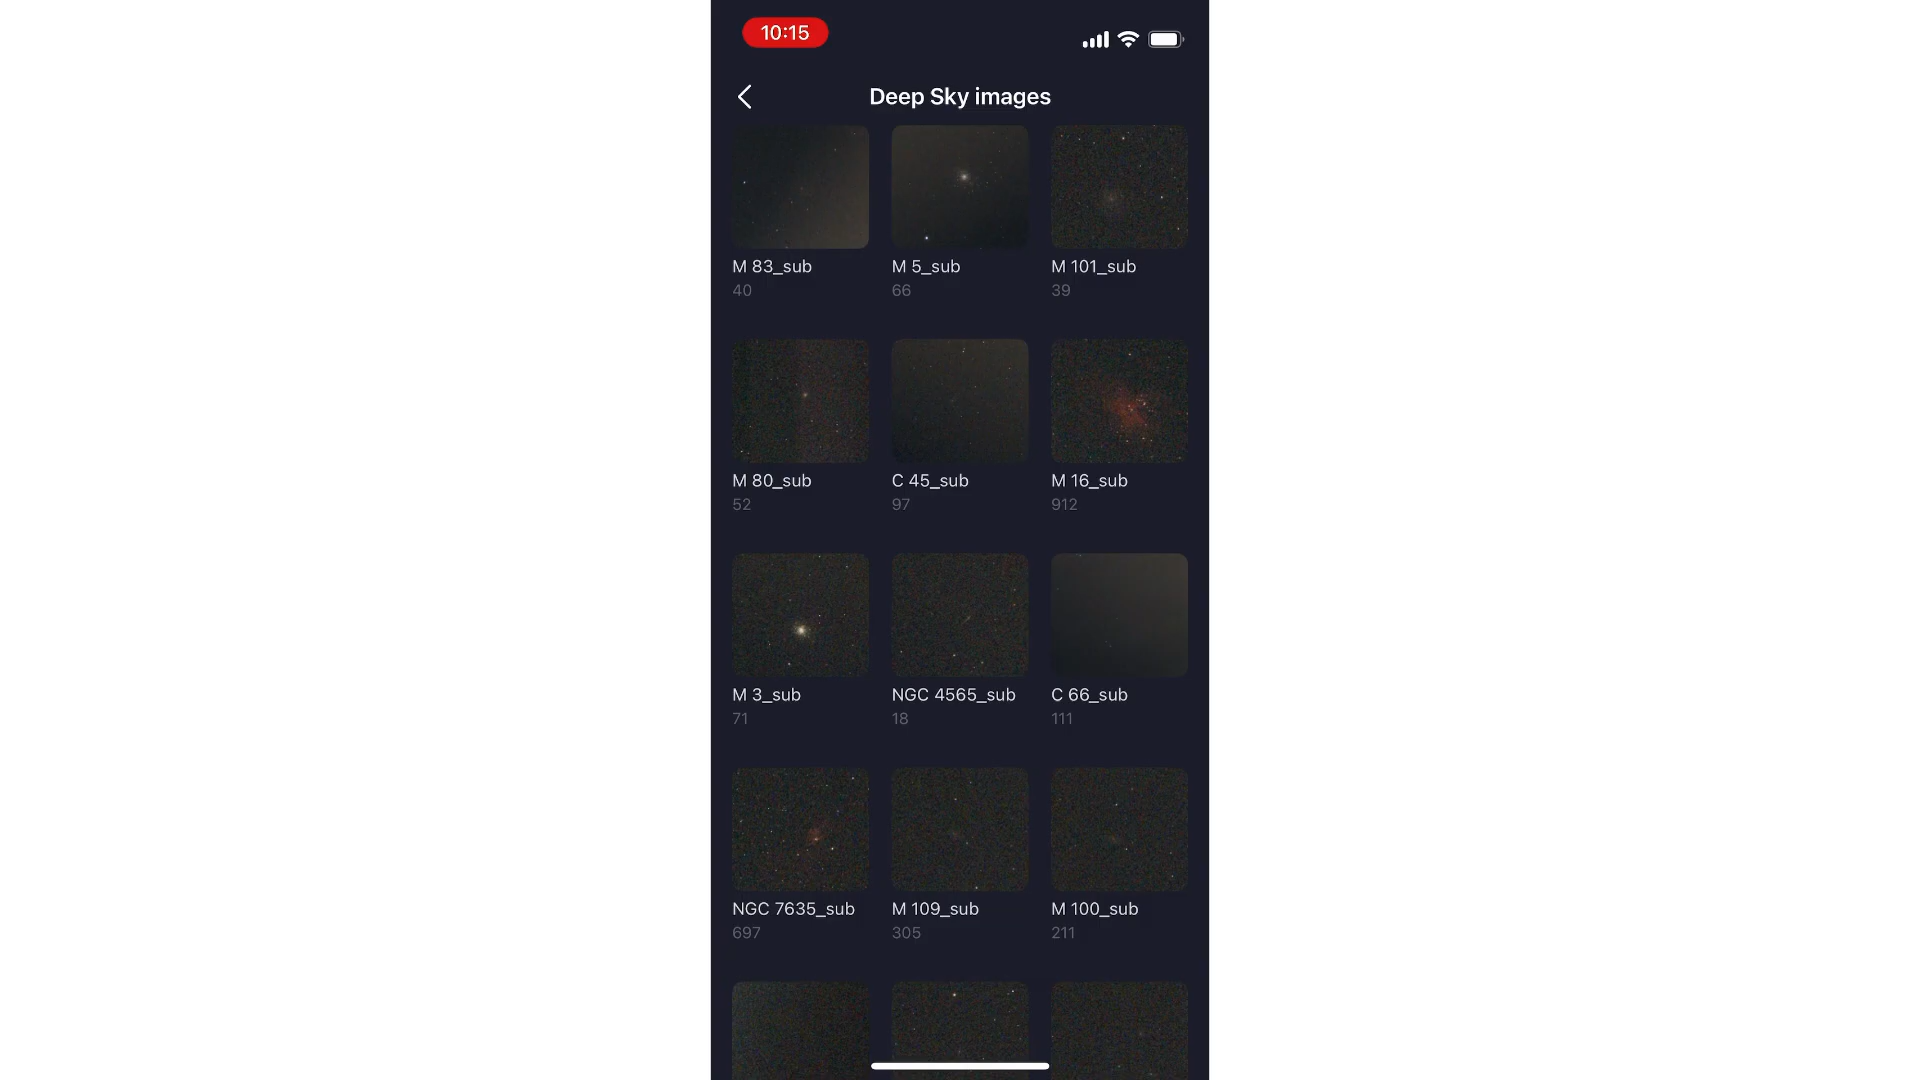 10:15
Deep Sky images
M 83_sub
M 5_sub
M 101_sub
40
66
39
M 80_sub
C 45_sub
M 16_sub
52
97
912
M 3_sub
NGC 4565_sub
C 66_sub
71
18
111
NGC 7635_sub
M 109_sub
M 100_sub
697
305
211